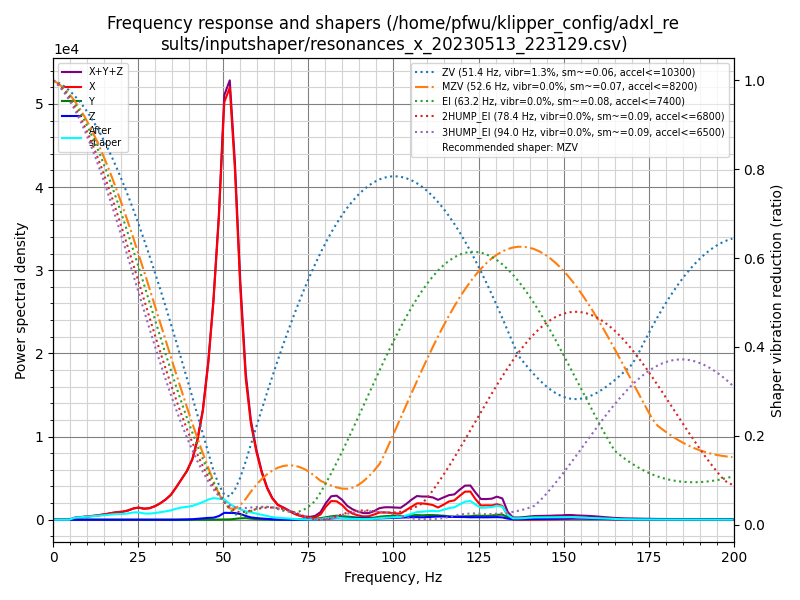 Frequency response and shapers (/home/pfwu/klipper_config/adxl_re
sults/inputshaper/resonances_x_20230513_223129.csv)
1e4
X+Y+Z
X
Y
Z
After
shaper
ZV (51.4 Hz, vibr=1.3%, sm~=0.06, accel<=10300)
MZV (52.6 Hz, vibr=0.0%, sm~=0.07, accel<=8200)
EI (63.2 Hz, vibr=0.0%, sm~=0.08, accel<=7400)
2HUMP_EI (78.4 Hz, vibr=0.0%, sm~=0.09, accel<=6800)
3HUMP_EI (94.0 Hz, vibr=0.0%, sm~=0.09, accel<=6500)
Recommended shaper: MZV
Power spectral density
5
4
3
2
1
0
1.0
0.8
0.6
0.4
0.2
0.0
Shaper vibration reduction (ratio)
0 25 50 75 100 125 150 175 200
Frequency, Hz